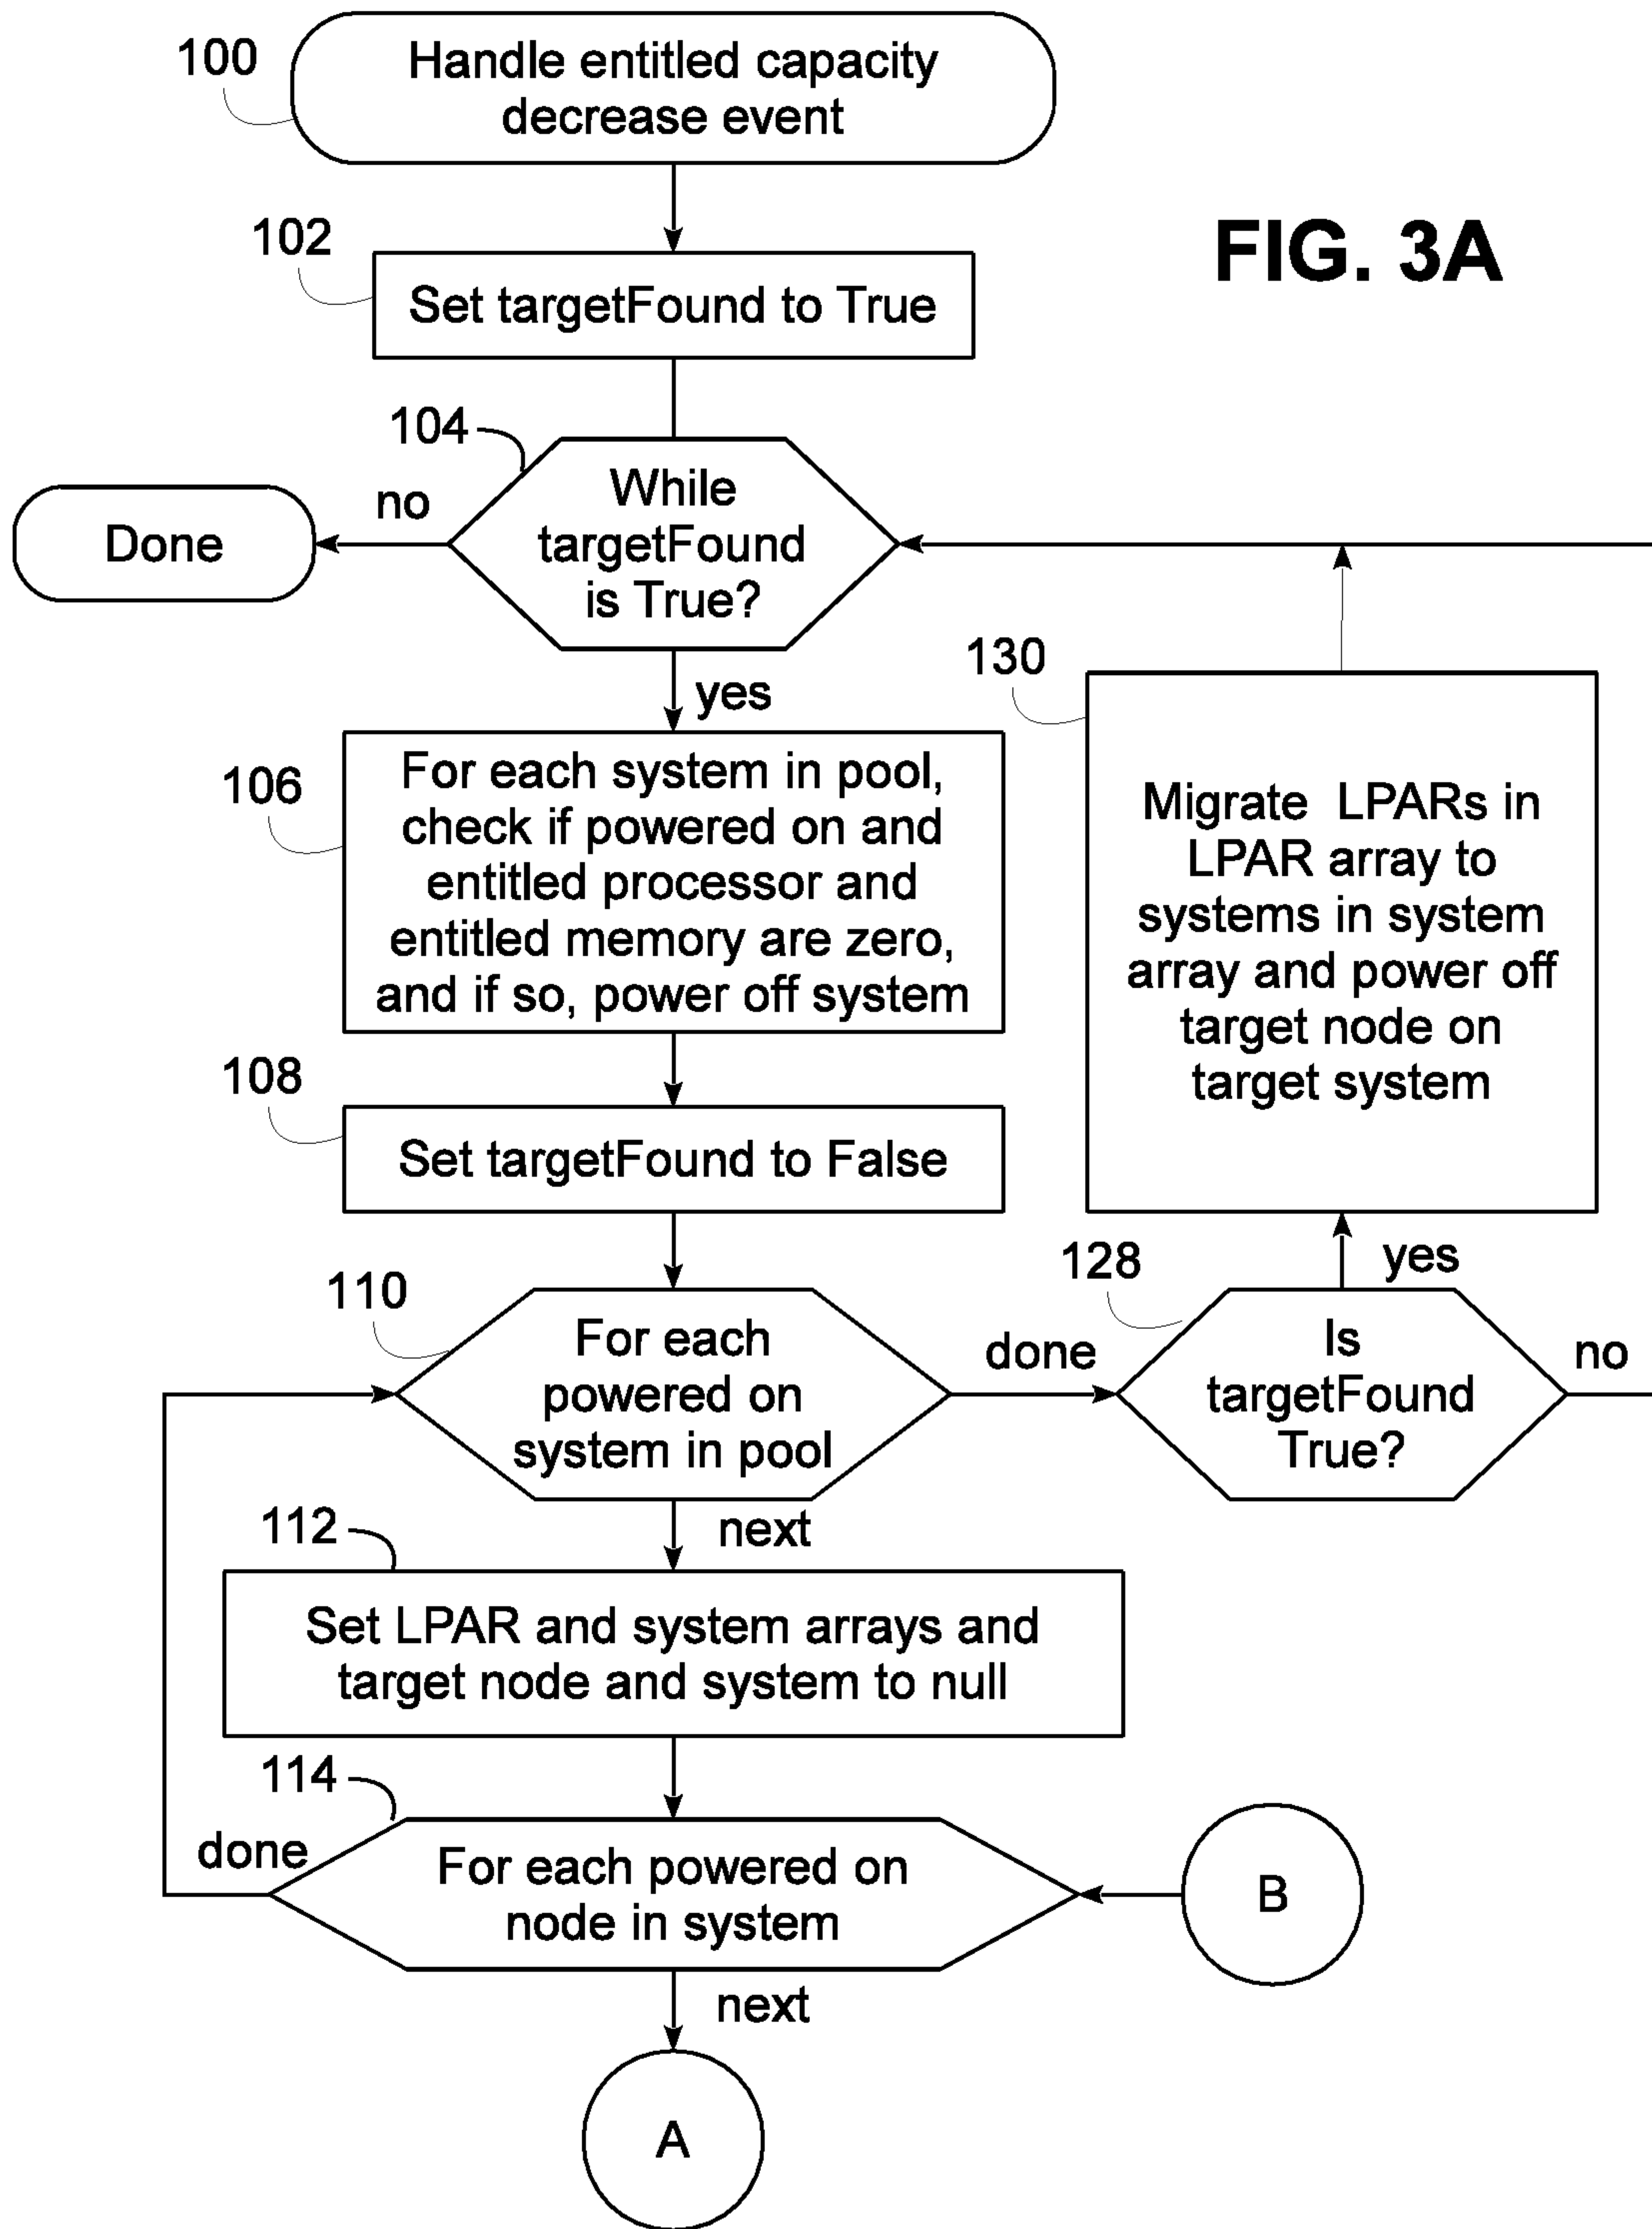 100
Handle entitled capacity
decrease event
FIG. 3A
102
Set targetFound to True
104
While
targetFound
is True?
no
Done
yes
106
For each system in pool,
check if powered on and
entitled processor and
entitled memory are zero,
and if so, power off system
130
Migrate LPARs in
LPAR array to
systems in system
array and power off
target node on
target system
108
Set targetFound to False
110
For each
powered on
system in pool
done
128
yes
Is
targetFound
True?
no
next
112
Set LPAR and system arrays and
target node and system to null
114
done
For each powered on
node in system
B
next
A